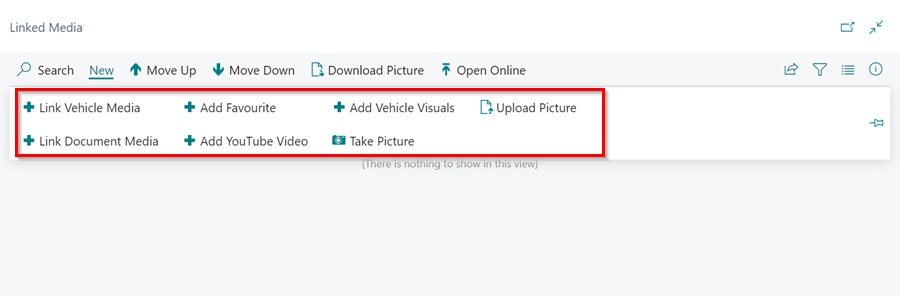 Linked Media
Search New Move Up Move Down Download Picture Open Online
Link Vehicle Media Add Favourite Add Vehicle Visuals Upload Picture
Link Document Media Add YouTube Video Take Picture
(There is nothing to show in this view)